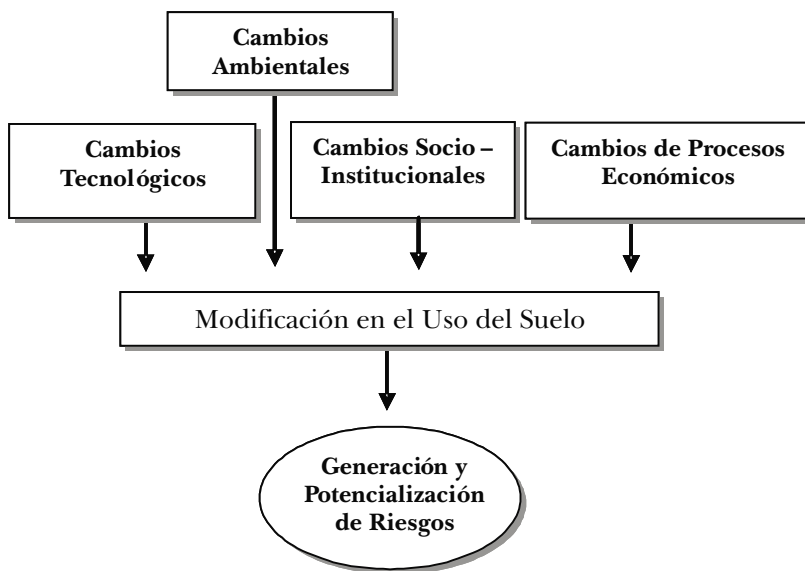 Cambios
Ambientales
Cambios
Tecnológicos
Cambios Socio –
Institucionales
Cambios de Procesos
Económicos
Modificación en el Uso del Suelo
Generación y
Potencialización
de Riesgos